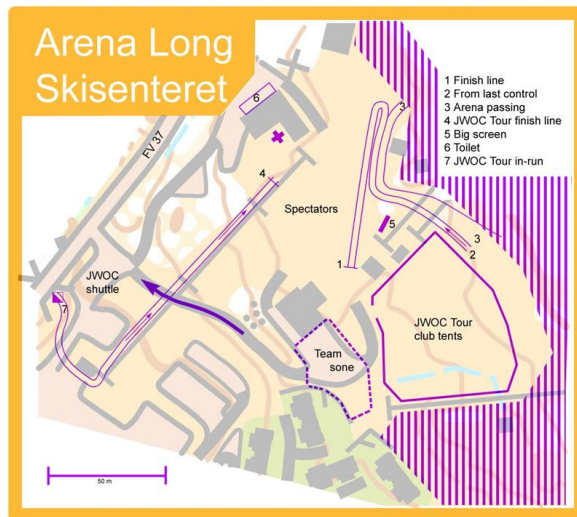 Arena Long
Skisenteret
1 Finish line
2 From last control
3 Arena passing
4 JWOC Tour finish line
5 Big screen
6 Toilet
7 JWOC Tour in-run
6
3
FV 37
4
Spectators
5
3
1
2
JWOC
shuttle
7
JWOC Tour
club tents
Team
sone
50 m